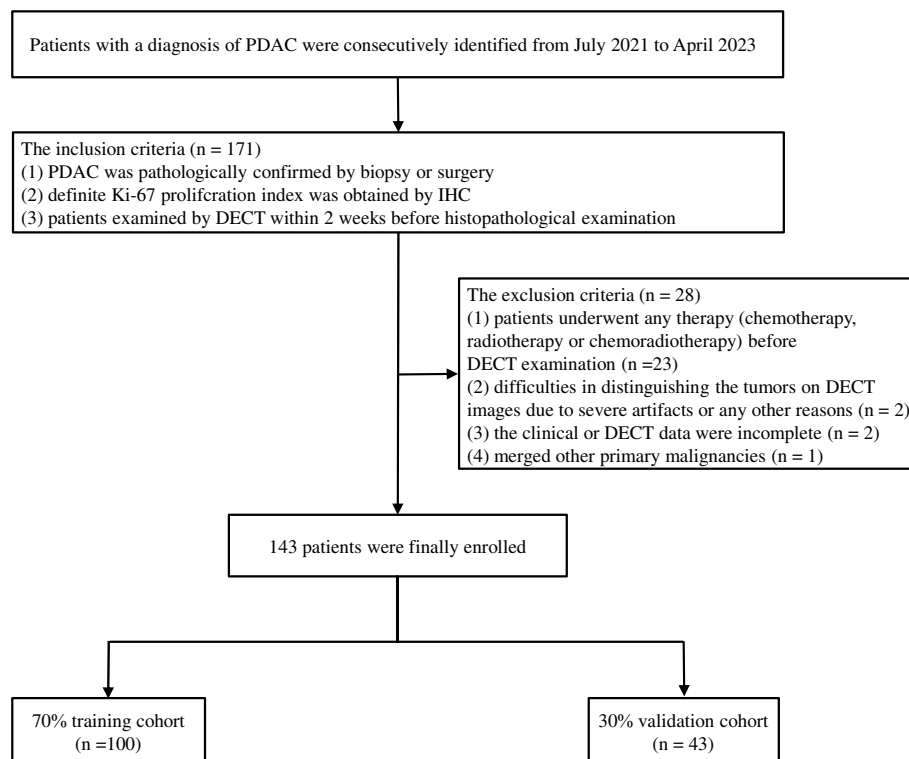 Patients with a diagnosis of PDAC were consecutively identified from July 2021 to April 2023
The inclusion criteria (n = 171)
(1) PDAC was pathologically confirmed by biopsy or surgery
(2) definite Ki-67 prolifcration index was obtained by IHC
(3) patients examined by DECT within 2 weeks before histopathological examination
The exclusion criteria (n = 28)
(1) patients underwent any therapy (chemotherapy,
radiotherapy or chemoradiotherapy) before
DECT examination (n =23)
(2) difficulties in distinguishing the tumors on DECT
images due to severe artifacts or any other reasons (n = 2)
(3) the clinical or DECT data were incomplete (n = 2)
(4) merged other primary malignancies (n = 1)
143 patients were finally enrolled
70% training cohort
(n =100)
30% validation cohort
(n = 43)